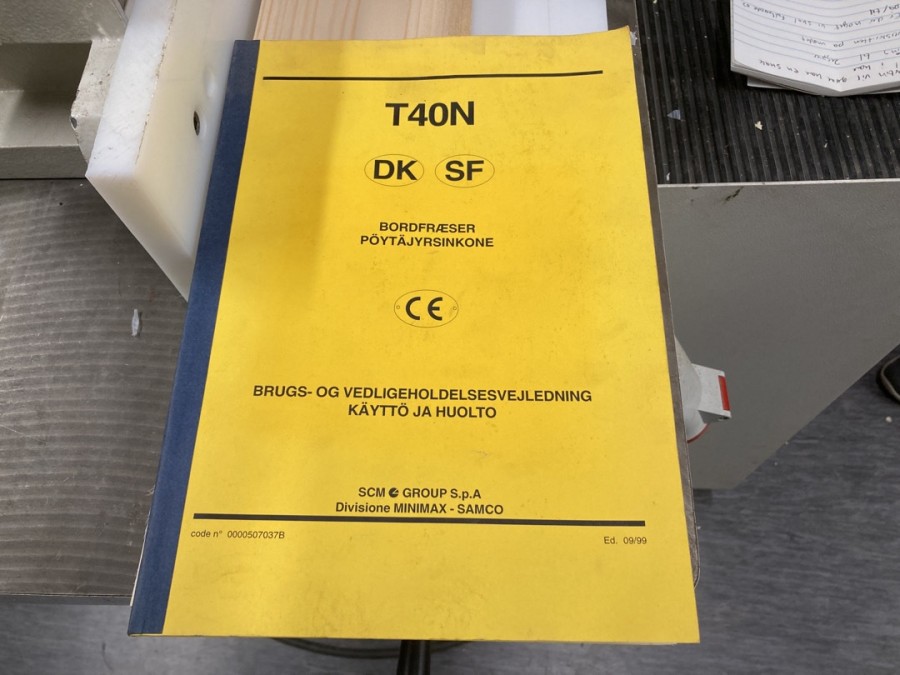 T40N
DK SF
BORDFRÆSER
PÖYTÄJYRSINKONE
CE
BRUGS- OG VEDLIGEHOLDELSESVEJLEDNING
KÄYTTÖ JA HUOLTO
SCM GROUP S.p.A
Divisione MINIMAX - SAMCO
code n° 0000507037B
Ed. 09/99